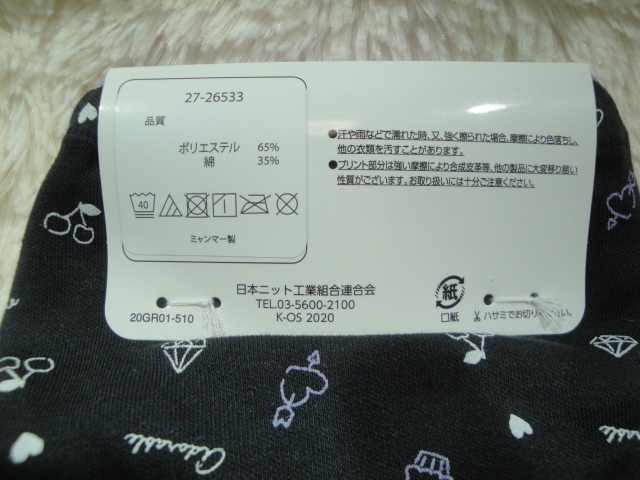 27-26533
品質
ポリエステル 65%
綿 35%
40
ミャンマー製
●汗や雨などで濡れた時、又、強く擦られた場合、摩擦により色落ちし、
他の衣類を汚すことがあります。
●プリント部分は強い摩擦により合成皮革等、他の製品に大変移り易い
性質がございます。お取り扱いには十分ご注意ください。
日本ニット工業組合連合会
TEL.03-5600-2100
K-OS 2020
20GR01-510
紙
口紙
ハサミでお切りください。
Adorable